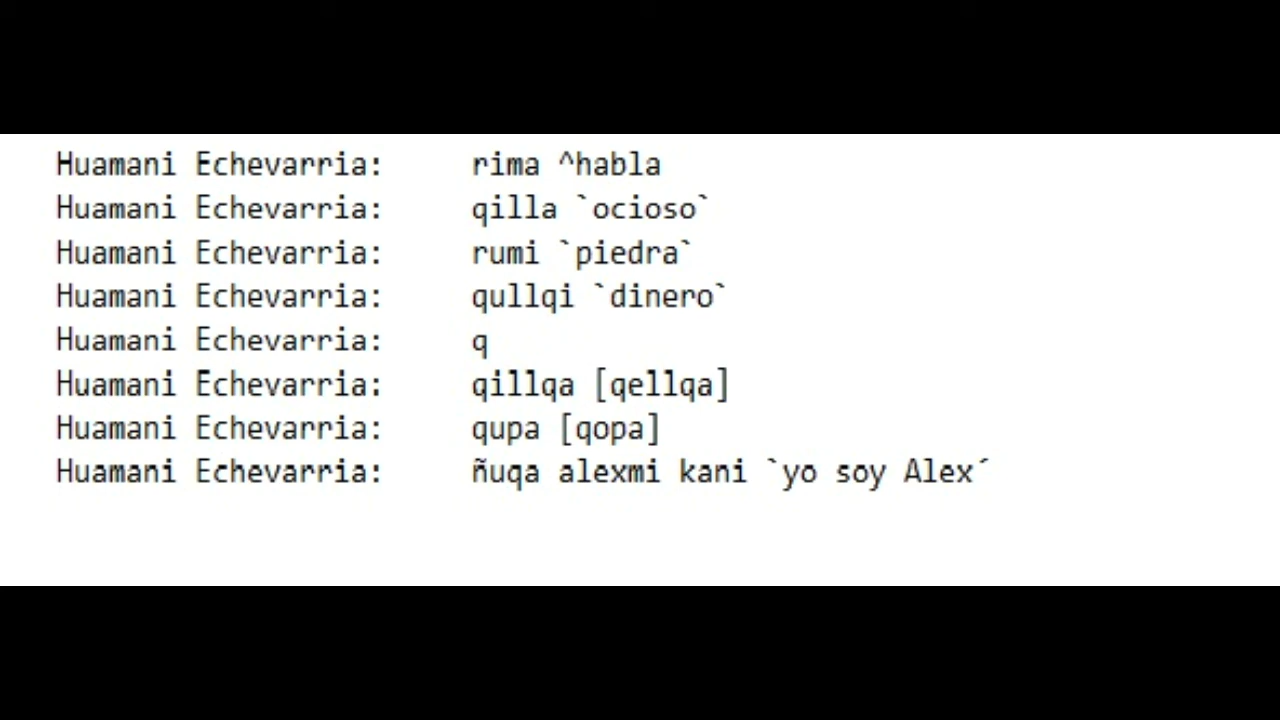 Huamani Echevarria: rima ^habla
Huamani Echevarria: qilla `ocioso`
Huamani Echevarria: rumi `piedra`
Huamani Echevarria: qullqi `dinero`
Huamani Echevarria: q
Huamani Echevarria: qillqa [qellqa]
Huamani Echevarria: qupa [qopa]
Huamani Echevarria: ñuqa alexmi kani `yo soy Alex´